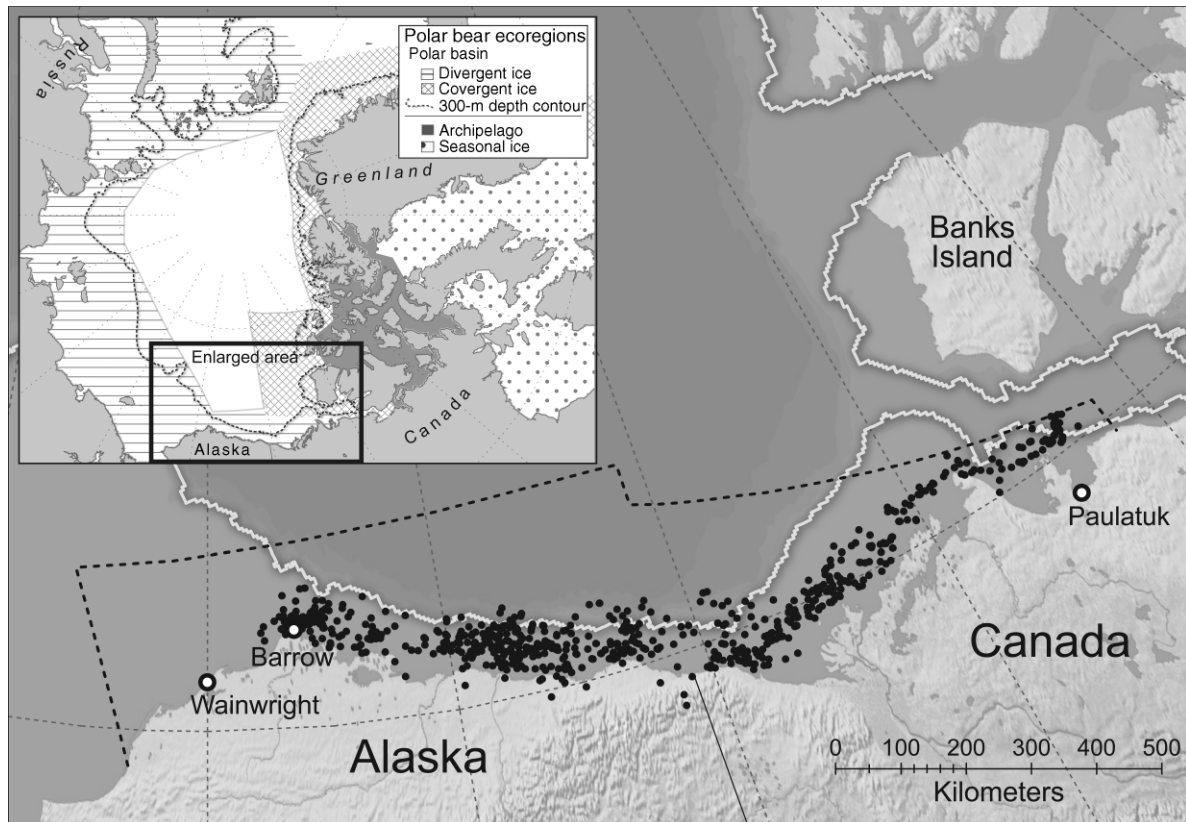 Polar bear ecoregions
Polar basin
Divergent ice
Covergent ice
300-m depth contour
Archipelago
Seasonal ice
Russia
Greenland
Enlarged area
Canada
Alaska
Banks
Island
Paulatuk
Barrow
Wainwright
Canada
Alaska
0 100 200 300 400 500
Kilometers